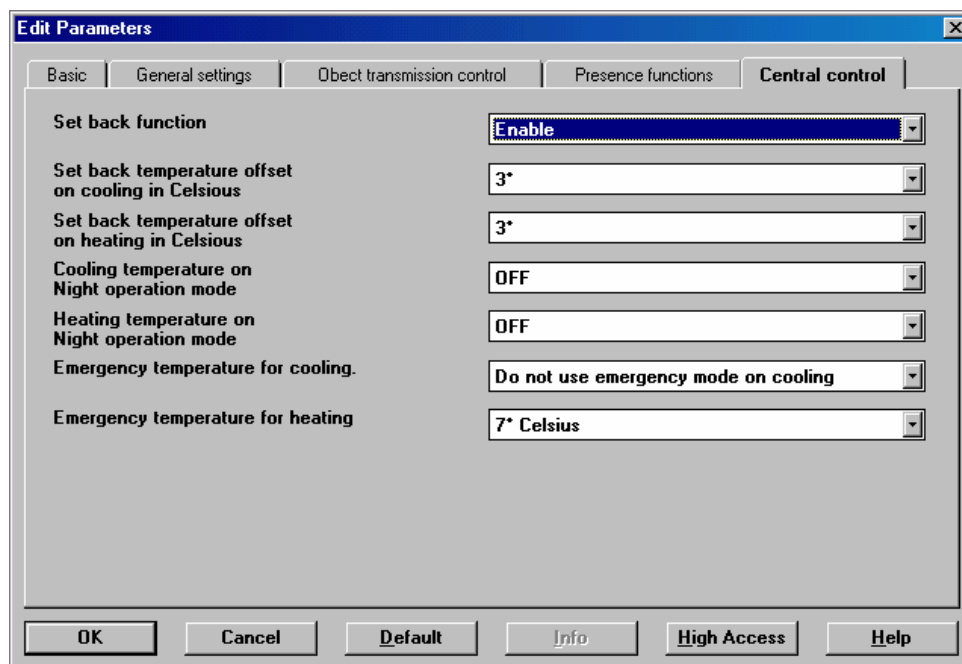 Edit Parameters
Basic
General settings
Obect transmission control
Presence functions
Central control
Set back function
Enable
Set back temperature offset
on cooling in Celsious
3*
Set back temperature offset
on heating in Celsious
3*
Cooling temperature on
Night operation mode
OFF
Heating temperature on
Night operation mode
OFF
Emergency temperature for cooling.
Do not use emergency mode on cooling
Emergency temperature for heating
7* Celsius
OK
Cancel
Default
Info
High Access
Help